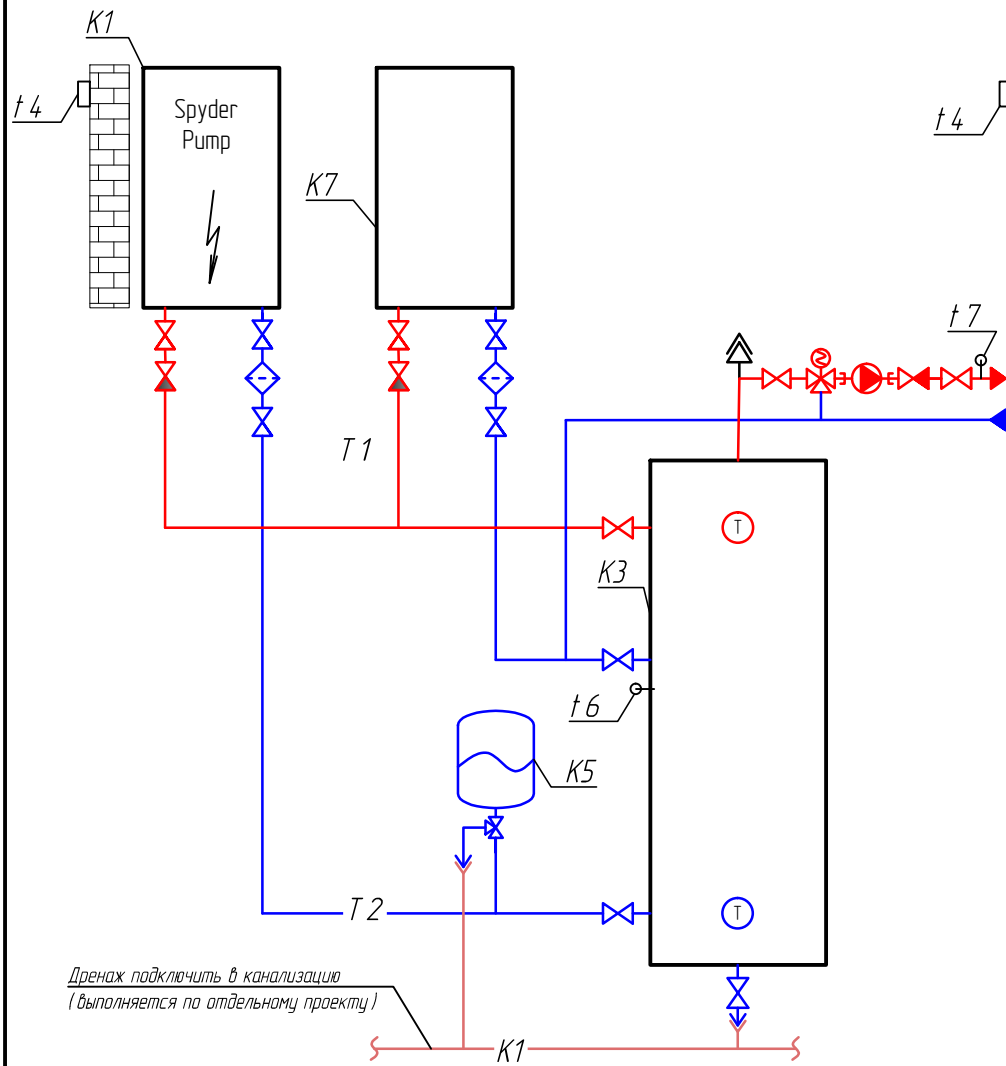 K1
t4
Spyder
Pump
K7
t4
t7
T1
T
K3
t6
K5
T2
T
Дренаж подключить в канализацию
(выполняется по отдельному проекту)
K1